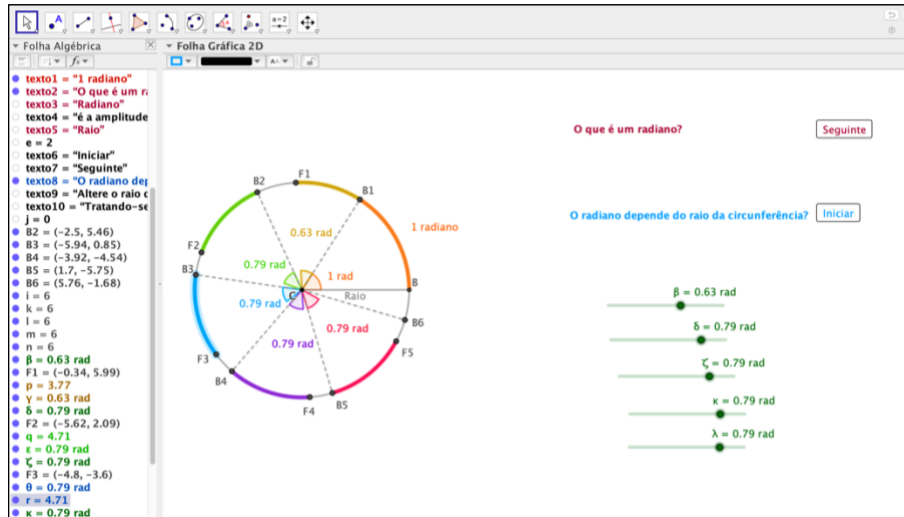 A
a=2
Folha Algébrica
Folha Gráfica 2D
texto1 = "1 radiano"
texto2 = "O que é um ra
texto3 = "Radiano"
texto4 = "é a amplitude
texto5 = "Raio"
e = 2
texto6 = "Iniciar"
texto7 = "Seguinte"
texto8 = "O radiano dep
texto9 = "Altere o raio d
texto10 = "Tratando-se
j = 0
B2 = (-2.5, 5.46)
B3 = (-5.94, 0.85)
B4 = (-3.92, -4.54)
B5 = (1.7, -5.75)
B6 = (5.76, -1.68)
i = 6
k = 6
l = 6
m = 6
n = 6
β = 0.63 rad
F1 = (-0.34, 5.99)
p = 3.77
γ = 0.63 rad
δ = 0.79 rad
F2 = (-5.62, 2.09)
q = 4.71
ε = 0.79 rad
ζ = 0.79 rad
F3 = (-4.8, -3.6)
θ = 0.79 rad
r = 4.71
κ = 0.79 rad
F1
B2
B1
0.63 rad
1 radiano
F2
B3
0.79 rad
1 rad
B
C
Raio
0.79 rad
B6
0.79 rad
F5
0.79 rad
F3
B4
F4
B5
O que é um radiano?
Seguinte
O radiano depende do raio da circunferência?
Iniciar
β = 0.63 rad
δ = 0.79 rad
ζ = 0.79 rad
κ = 0.79 rad
λ = 0.79 rad